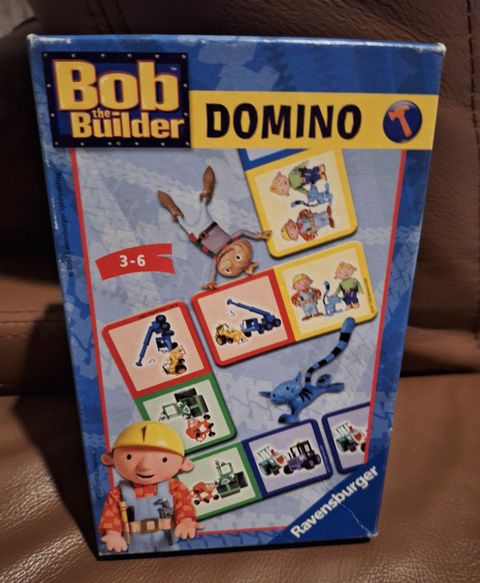 Bob
the
Builder
DOMINO
3-6
Ravensburger